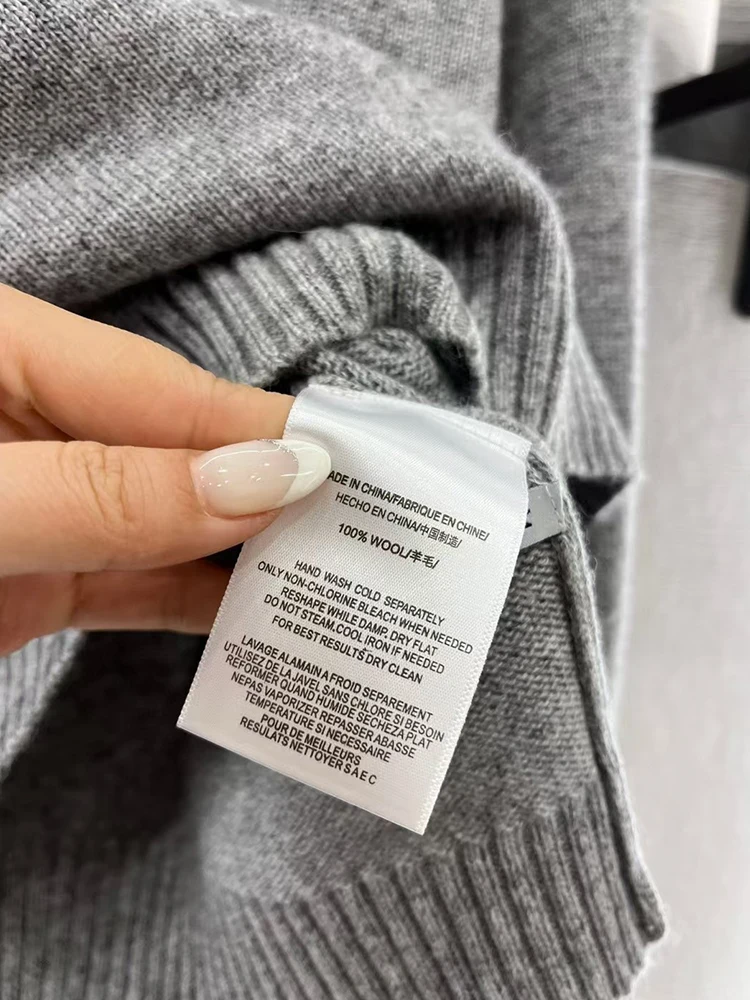 ADE IN CHINA/FABRIQUE EN CHINE/
HECHO EN CHINA/中国制造/
100% WOOL/羊毛/
HAND WASH COLD SEPARATELY
ONLY NON-CHLORINE BLEACH WHEN NEEDED
RESHAPE WHILE DAMP. DRY FLAT
DO NOT STEAM.COOL IRON IF NEEDED
FOR BEST RESULTS DRY CLEAN
LAVAGE ALAMAIN A FROID SEPAREMENT
UTILISEZ DE LA JAVEL SANS CHLORE SI BESOIN
REFORMER QUAND HUMIDE SECHEZA PLAT
NEPAS VAPORIZER REPASSER ABASSE
TEMPERATURE SI NECESSAIRE
POUR DE MEILLEURS
RESULATS NETTOYER S A E C